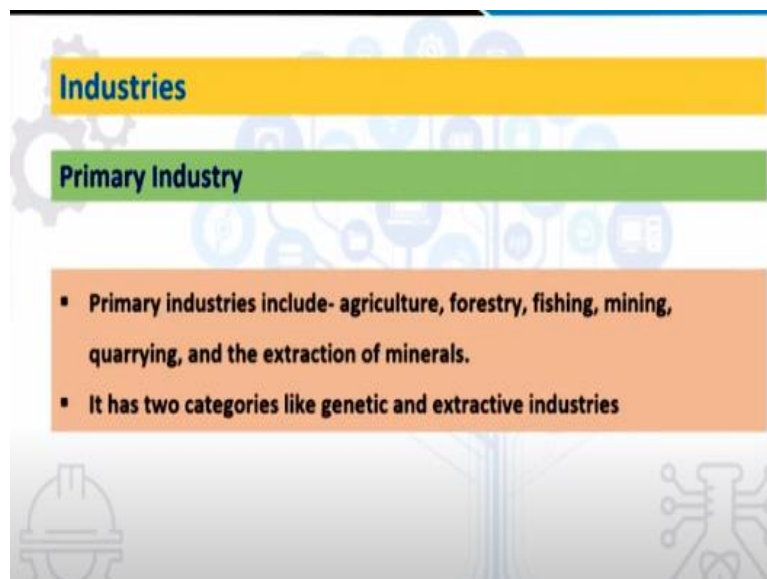 Industries
Primary Industry
▪ Primary industries include- agriculture, forestry, fishing, mining,
quarrying, and the extraction of minerals.
▪ It has two categories like genetic and extractive industries